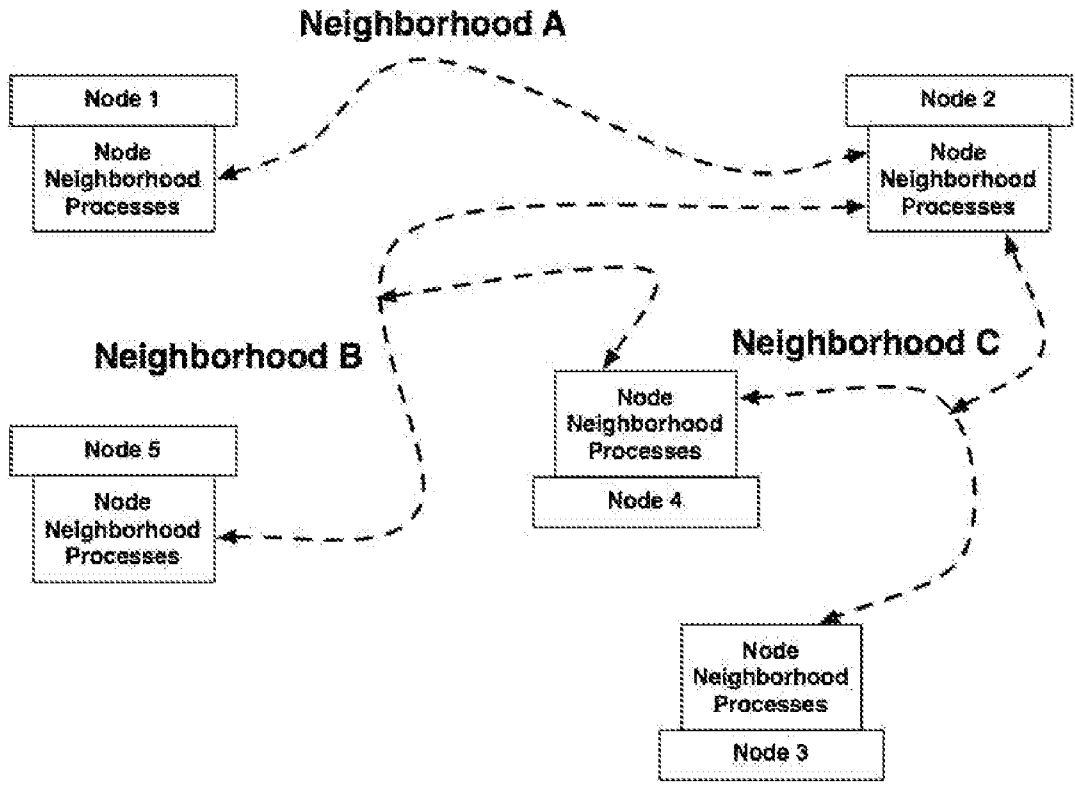 Neighborhood A
Node 1
Node
Neighborhood
Processes
Node 2
Node
Neighborhood
Processes
Neighborhood B
Neighborhood C
Node 5
Node
Neighborhood
Processes
Node
Neighborhood
Processes
Node 4
Node
Neighborhood
Processes
Node 3